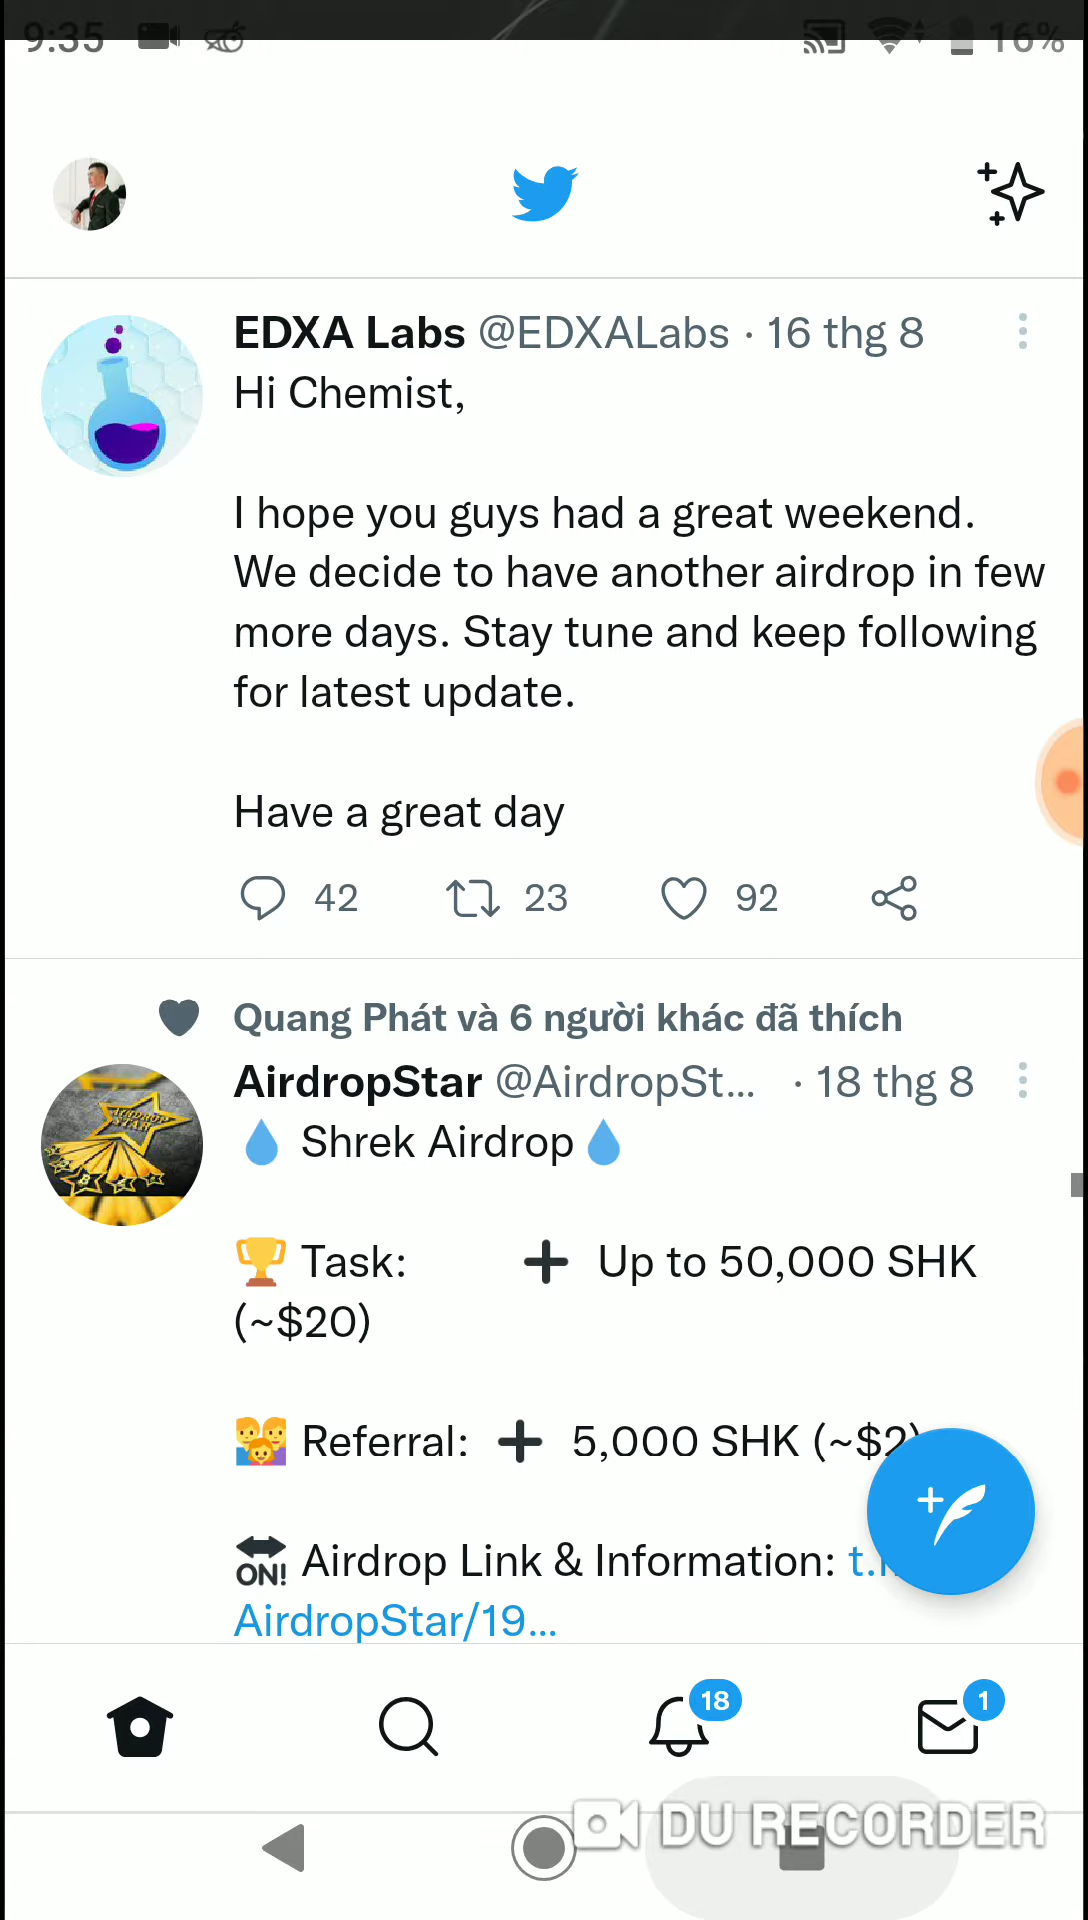 9:35
16%
EDXA Labs @EDXALabs · 16 thg 8
Hi Chemist,
I hope you guys had a great weekend.
We decide to have another airdrop in few
more days. Stay tune and keep following
for latest update.
Have a great day
42 23 92
Quang Phát và 6 người khác đã thích
AirdropStar @AirdropSt... · 18 thg 8
💧 Shrek Airdrop 💧
🏆 Task: ➕ Up to 50,000 SHK
(~$20)
👨‍👩‍👧 Referral: ➕ 5,000 SHK (~$2)
🔛 Airdrop Link & Information:
AirdropStar/19...
18
1
DU RECORDER